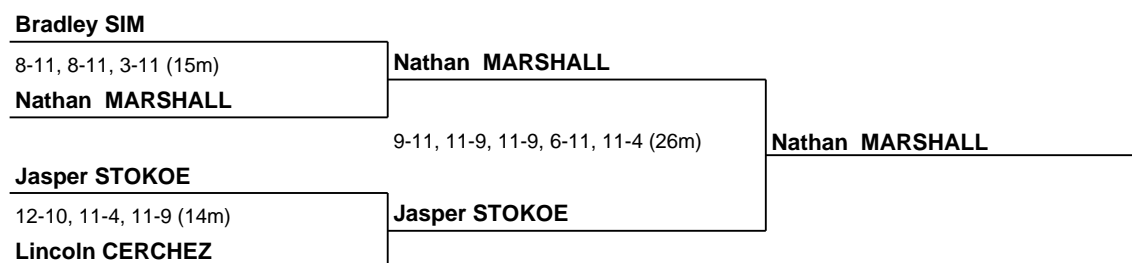 Bradley SIM
8-11, 8-11, 3-11 (15m)
Nathan MARSHALL
Nathan MARSHALL
9-11, 11-9, 11-9, 6-11, 11-4 (26m)
Nathan MARSHALL
Jasper STOKOE
12-10, 11-4, 11-9 (14m)
Jasper STOKOE
Lincoln CERCHEZ